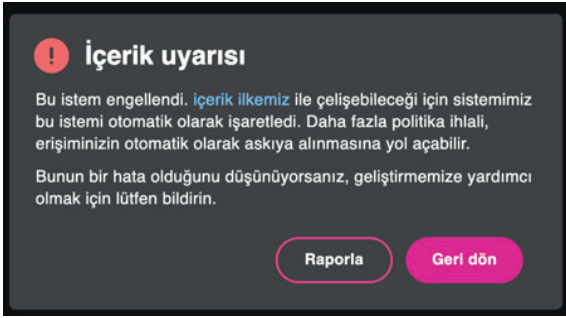 İçerik uyarısı
Bu istem engellendi. içerik ilkemiz ile çelişebileceği için sistemimiz
bu istemi otomatik olarak işaretledi. Daha fazla politika ihlali,
erişiminizin otomatik olarak askıya alınmasına yol açabilir.
Bunun bir hata olduğunu düşünüyorsanız, geliştirmemize yardımcı
olmak için lütfen bildirin.
Raporla Geri dön